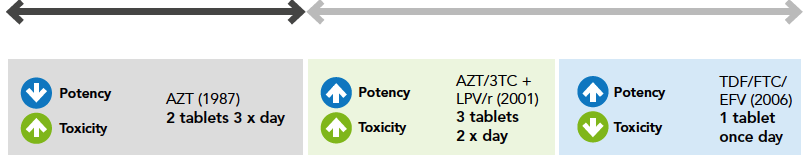 Potency
Toxicity
AZT (1987)
2 tablets 3 x day
Potency
Toxicity
AZT/3TC +
LPV/r (2001)
3 tablets
2 x day
Potency
Toxicity
TDF/FTC/
EFV (2006)
1 tablet
once day